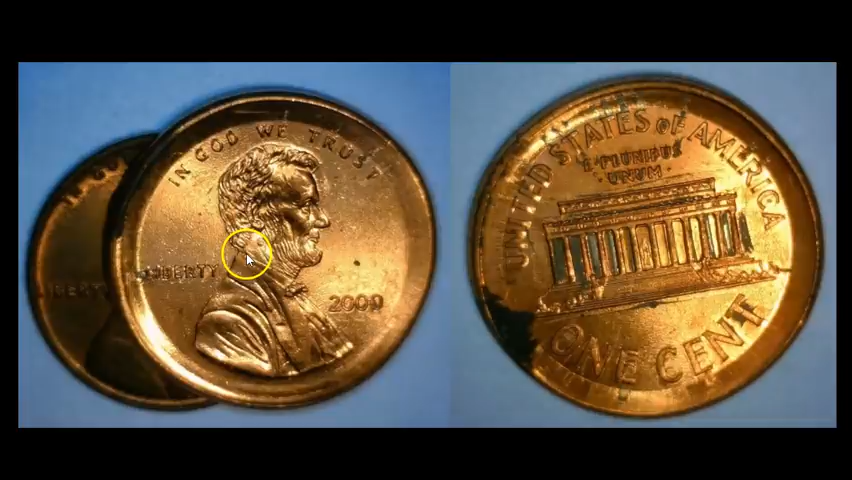 IN GOD WE TRUST
LIBERTY
2000
UNITED STATES OF AMERICA
E·PLURIBUS
UNUM
ONE CENT